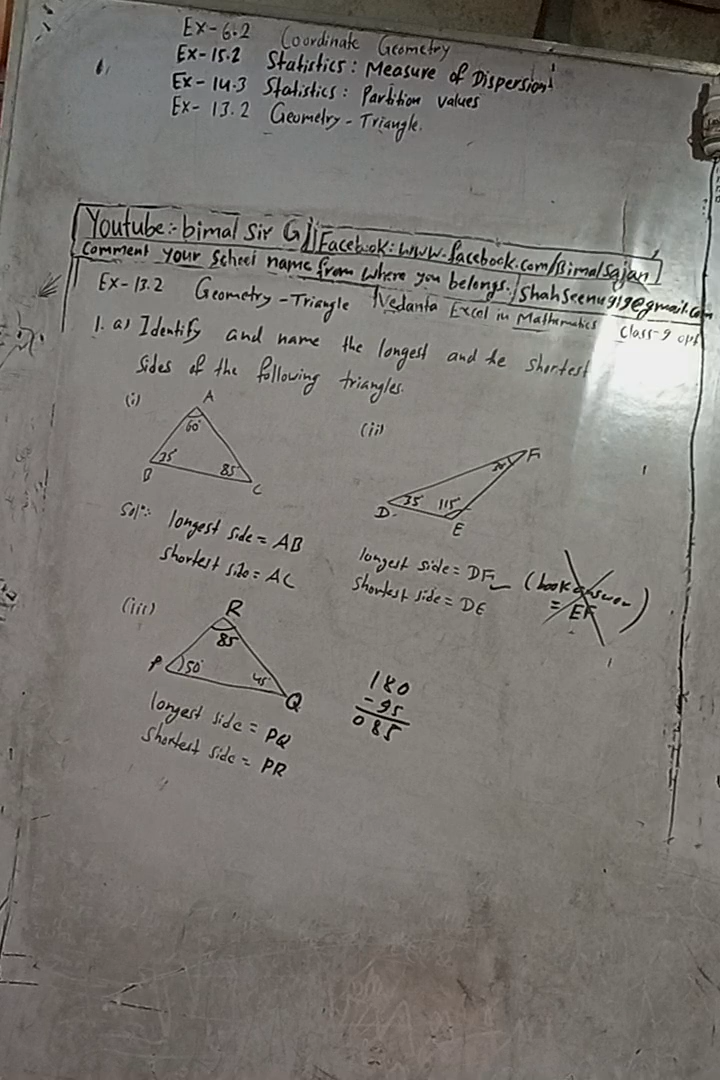 Ex-6.2 Coordinate Geometry
Ex-15.2 Statistics: Measure of Dispersion
Ex-14.3 Statistics: Partition values
Ex-13.2 Geometry-Triangle.
Youtube:- bimal Sir G
Facebook: www.facebook.com/Bimalsajan
Comment your School name from where you belongs.
Ex-13.2 Geometry-Triangle Vedanta Excel in Mathematics Class-9 opt
1. a) Identify and name the longest and the shortest
sides of the following triangles.
(i)
A
60°
35°
85°
B
C
(ii)
F
35 115°
D
E
Solⁿ:
longest side = AB
shortest side = AC
longest side = DF
shortest side = DE
(book answer
= EF)
(iii)
R
85
P
50°
45°
Q
longest side = PQ
shortest side = PR
180
-95
085